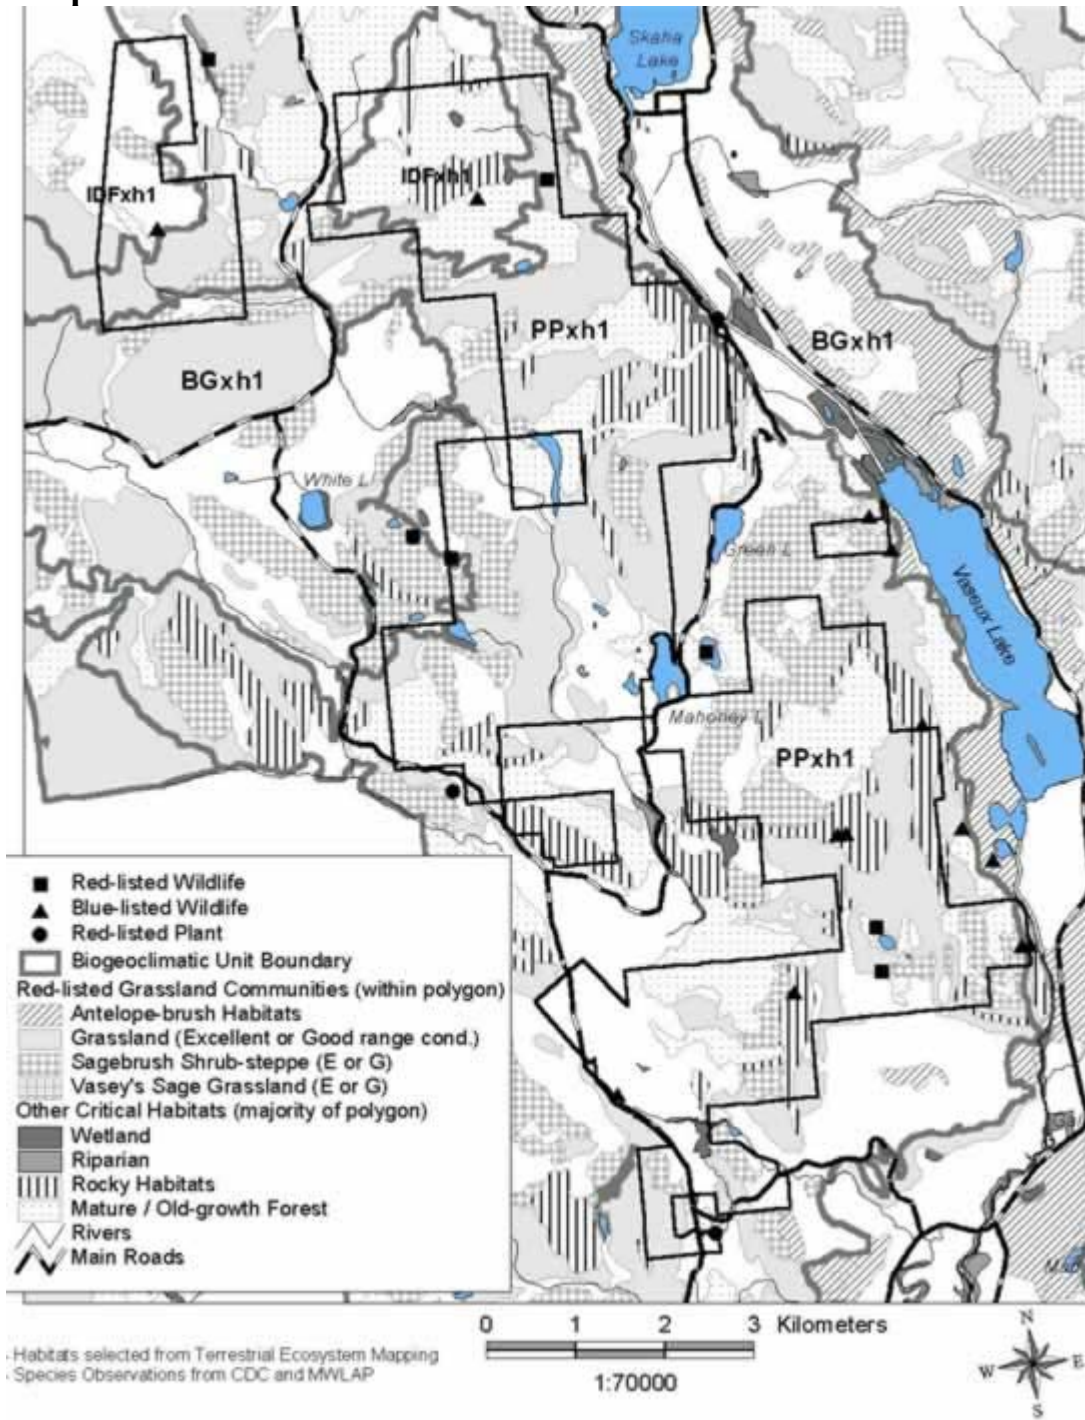 Skaha
Lake
IDFxh1
IDFxh1
PPxh1
BGxh1
BGxh1
White L
Green L
Vaseux Lake
Mahoney L
PPxh1
Red-listed Wildlife
Blue-listed Wildlife
Red-listed Plant
Biogeoclimatic Unit Boundary
Red-listed Grassland Communities (within polygon)
Antelope-brush Habitats
Grassland (Excellent or Good range cond.)
Sagebrush Shrub-steppe (E or G)
Vasey's Sage Grassland (E or G)
Other Critical Habitats (majority of polygon)
Wetland
Riparian
Rocky Habitats
Mature / Old-growth Forest
Rivers
Main Roads
0 1 2 3 Kilometers
1:70000
Habitats selected from Terrestrial Ecosystem Mapping
Species Observations from CDC and MWLAP
N
W E
S